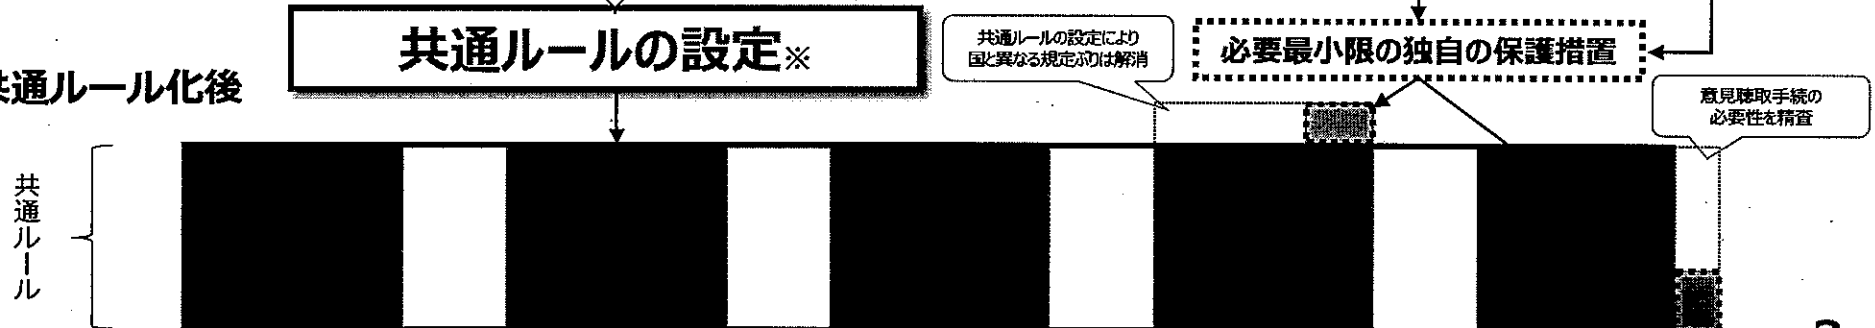 共通ルールの設定※
共通ルールの設定により
国と異なる規定ぶりは解消
必要最小限の独自の保護措置
共通ルール化後
意見聴取手続の
必要性を精査
共通ルール